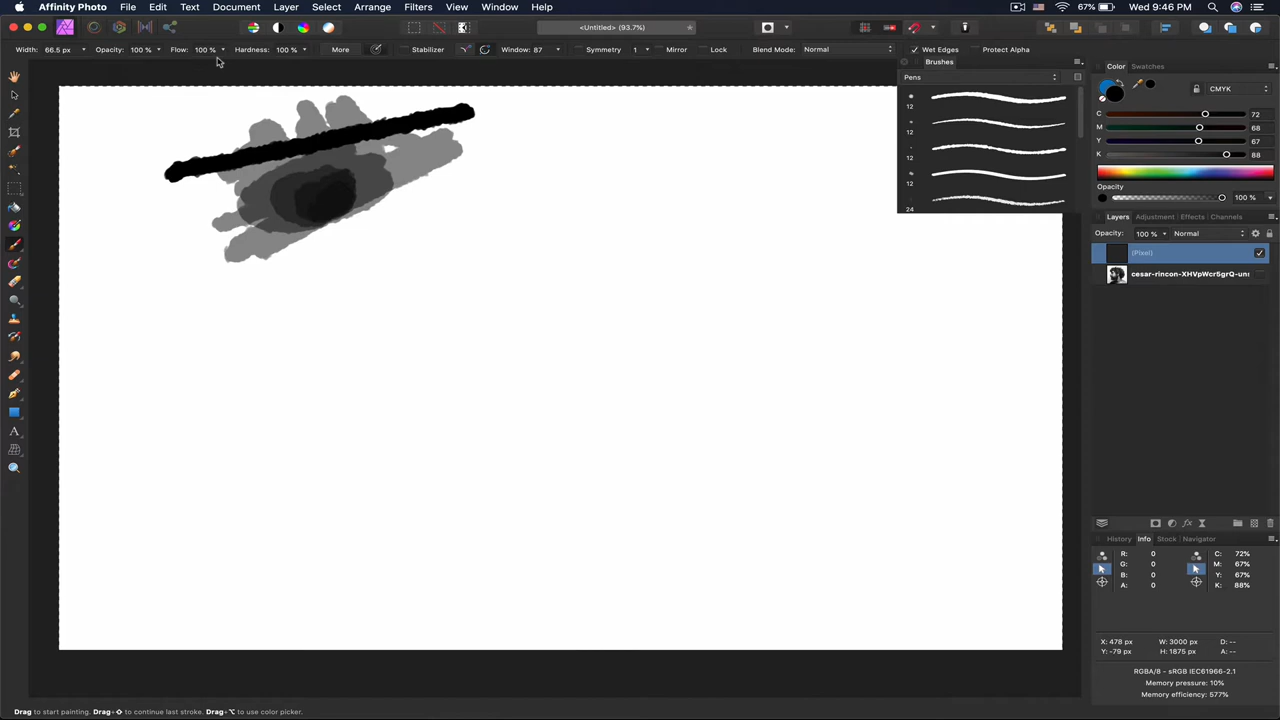 Affinity Photo File Edit Text Document Layer Select Arrange Filters View Window Help 67% Wed 9:46 PM
<Untitled> (93.7%)
Width: 66.5 px Opacity: 100 % Flow: 100 % Hardness: 100 % More Stabilizer Window: 87 Symmetry 1 Mirror Lock Blend Mode: Normal Wet Edges Protect Alpha
Brushes
Pens
12
12
12
12
24
Color Swatches
CMYK
C 72
M 68
Y 67
K 88
Opacity
100 %
Layers Adjustment Effects Channels
Opacity: 100 % Normal
(Pixel)
cesar-rincon-XHVpWcr5grQ-uns
History Info Stock Navigator
R: 0 C: 72%
G: 0 M: 67%
B: 0 Y: 67%
A: 0 K: 88%
X: 478 px W: 3000 px D: --
Y: -79 px H: 1875 px A: --
RGBA/8 - sRGB IEC61966-2.1
Memory pressure: 10%
Memory efficiency: 577%
Drag to start painting. Drag+⇧ to continue last stroke. Drag+⌥ to use color picker.